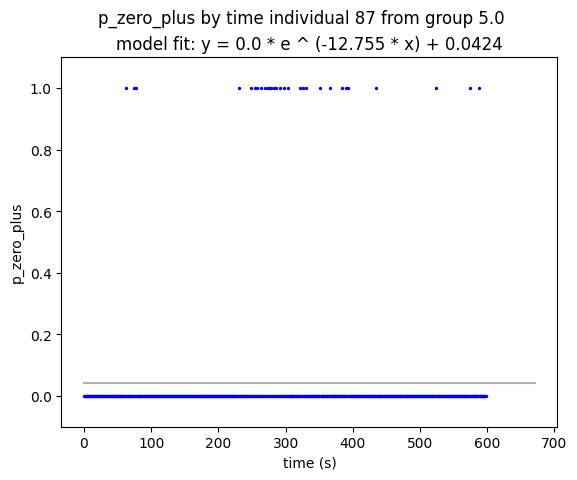 p_zero_plus by time individual 87 from group 5.0
model fit: y = 0.0 * e ^ (-12.755 * x) + 0.0424
1.0
0.8
0.6
0.4
0.2
0.0
p_zero_plus
0 100 200 300 400 500 600 700
time (s)